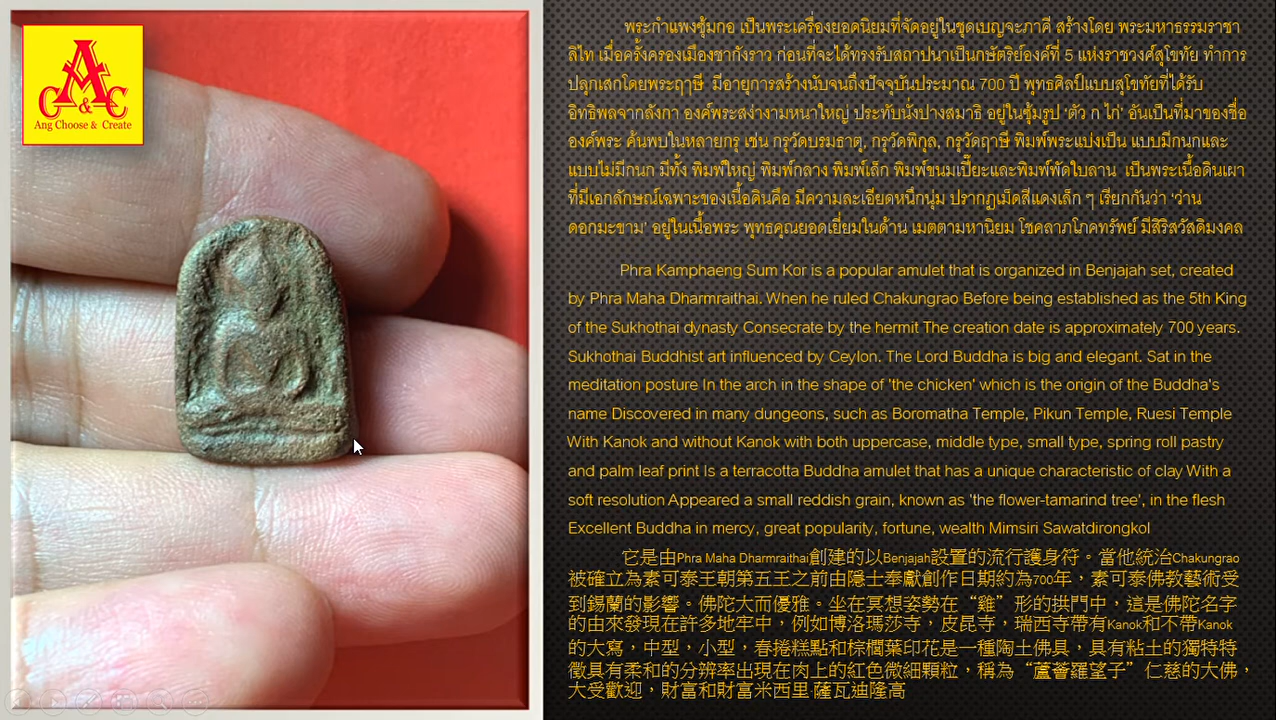 A
C & C
Ang Choose & Create
พระกำแพงซุ้มกอ เป็นพระเครื่องยอดนิยมที่จัดอยู่ในชุดเบญจะภาคี สร้างโดย พระมหาธรรมราชา
ลิไท เมื่อครั้งครองเมืองชากังราว ก่อนที่จะได้ทรงรับสถาปนาเป็นกษัตริย์องค์ที่ 5 แห่งราชวงศ์สุโขทัย ทำการ
ปลุกเสกโดยพระฤๅษี มีอายุการสร้างนับจนถึงปัจจุบันประมาณ 700 ปี พุทธศิลป์แบบสุโขทัยที่ได้รับ
อิทธิพลจากลังกา องค์พระสง่างามหนาใหญ่ ประทับนั่งปางสมาธิ อยู่ในซุ้มรูป 'ตัว ก ไก่' อันเป็นที่มาของชื่อ
องค์พระ ค้นพบในหลายกรุ เช่น กรุวัดบรมธาตุ, กรุวัดพิกุล, กรุวัดฤาษี พิมพ์พระแบ่งเป็น แบบมีกนกและ
แบบไม่มีกนก มีทั้ง พิมพ์ใหญ่ พิมพ์กลาง พิมพ์เล็ก พิมพ์ขนมเปี๊ยะและพิมพ์พัดใบลาน เป็นพระเนื้อดินเผา
ที่มีเอกลักษณ์เฉพาะของเนื้อดินคือ มีความละเอียดหนึกนุ่ม ปรากฏเม็ดสีแดงเล็ก ๆ เรียกกันว่า 'ว่าน
ดอกมะขาม' อยู่ในเนื้อพระ พุทธคุณยอดเยี่ยมในด้าน เมตตามหานิยม โชคลาภโภคทรัพย์ มีสิริสวัสดิมงคล
Phra Kamphaeng Sum Kor is a popular amulet that is organized in Benjajah set, created
by Phra Maha Dharmraithai. When he ruled Chakungrao Before being established as the 5th King
of the Sukhothai dynasty Consecrate by the hermit The creation date is approximately 700 years.
Sukhothai Buddhist art influenced by Ceylon. The Lord Buddha is big and elegant. Sat in the
meditation posture In the arch in the shape of 'the chicken' which is the origin of the Buddha's
name Discovered in many dungeons, such as Boromatha Temple, Pikun Temple, Ruesi Temple
With Kanok and without Kanok with both uppercase, middle type, small type, spring roll pastry
and palm leaf print Is a terracotta Buddha amulet that has a unique characteristic of clay With a
soft resolution Appeared a small reddish grain, known as 'the flower-tamarind tree', in the flesh
Excellent Buddha in mercy, great popularity, fortune, wealth Mimsiri Sawatdirongkol
它是由Phra Maha Dharmraithai創建的以Benjajah設置的流行護身符。當他統治Chakungrao
被確立為素可泰王朝第五王之前由隱士奉獻創作日期約為700年，素可泰佛教藝術受
到錫蘭的影響。佛陀大而優雅。坐在冥想姿勢在“雞”形的拱門中，這是佛陀名字
的由來發現在許多地牢中，例如博洛瑪莎寺，皮昆寺，瑞西寺帶有Kanok和不帶Kanok
的大寫，中型，小型，春捲糕點和棕櫚葉印花是一種陶土佛具，具有粘土的獨特特
徵具有柔和的分辨率出現在肉上的紅色微細顆粒，稱為“蘆薈羅望子”仁慈的大佛，
大受歡迎，財富和財富米西里·薩瓦迪隆高